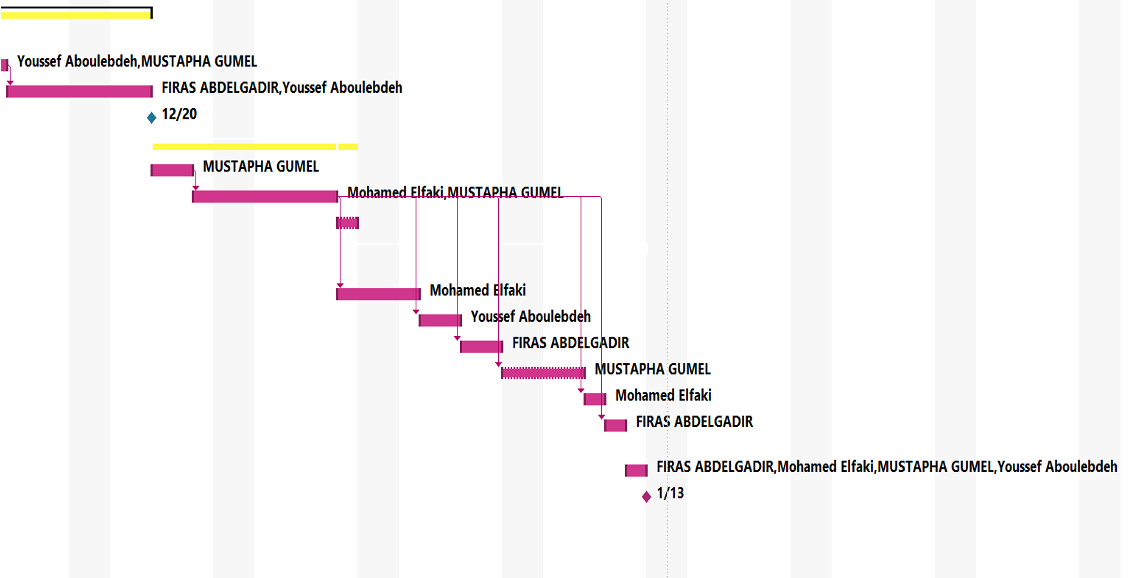 Youssef Aboulebdeh,MUSTAPHA GUMEL
FIRAS ABDELGADIR,Youssef Aboulebdeh
12/20
MUSTAPHA GUMEL
Mohamed Elfaki,MUSTAPHA GUMEL
Mohamed Elfaki
Youssef Aboulebdeh
FIRAS ABDELGADIR
MUSTAPHA GUMEL
Mohamed Elfaki
FIRAS ABDELGADIR
FIRAS ABDELGADIR,Mohamed Elfaki,MUSTAPHA GUMEL,Youssef Aboulebdeh
1/13